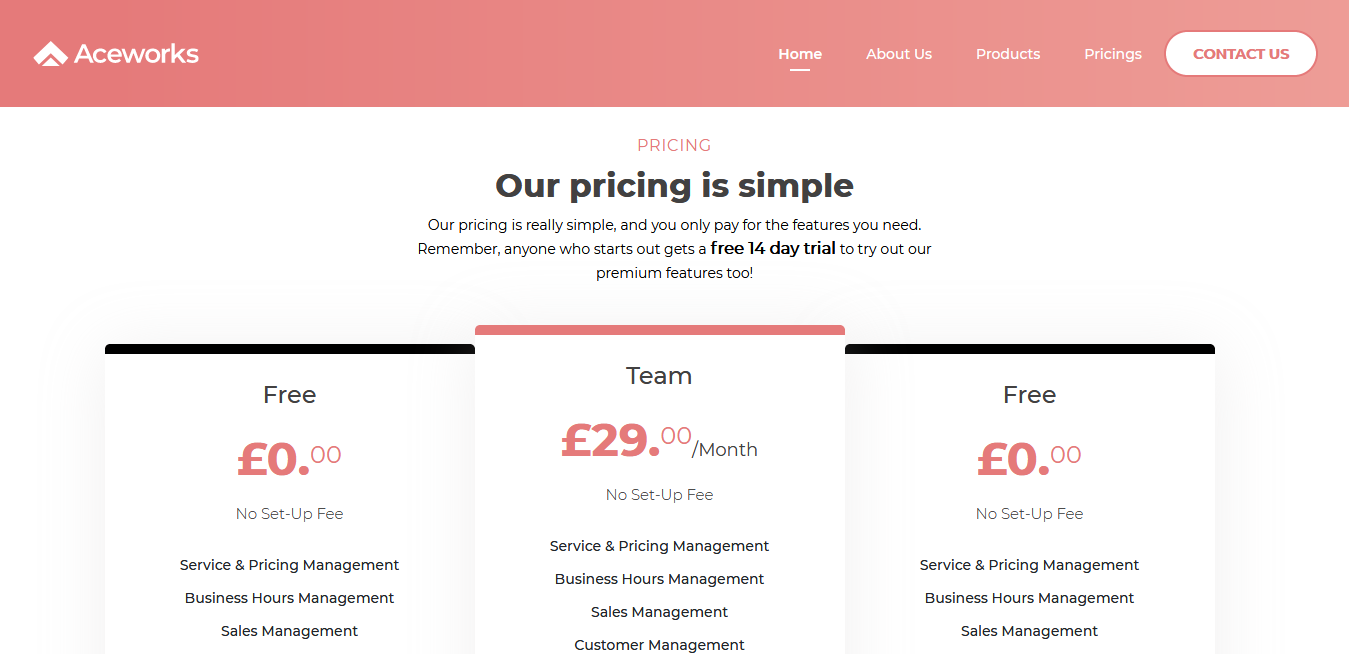 Aceworks
Home About Us Products Pricings CONTACT US
PRICING
Our pricing is simple
Our pricing is really simple, and you only pay for the features you need.
Remember, anyone who starts out gets a free 14 day trial to try out our
premium features too!
Free
£0.00
No Set-Up Fee
Service & Pricing Management
Business Hours Management
Sales Management
Team
£29.00/Month
No Set-Up Fee
Service & Pricing Management
Business Hours Management
Sales Management
Customer Management
Free
£0.00
No Set-Up Fee
Service & Pricing Management
Business Hours Management
Sales Management